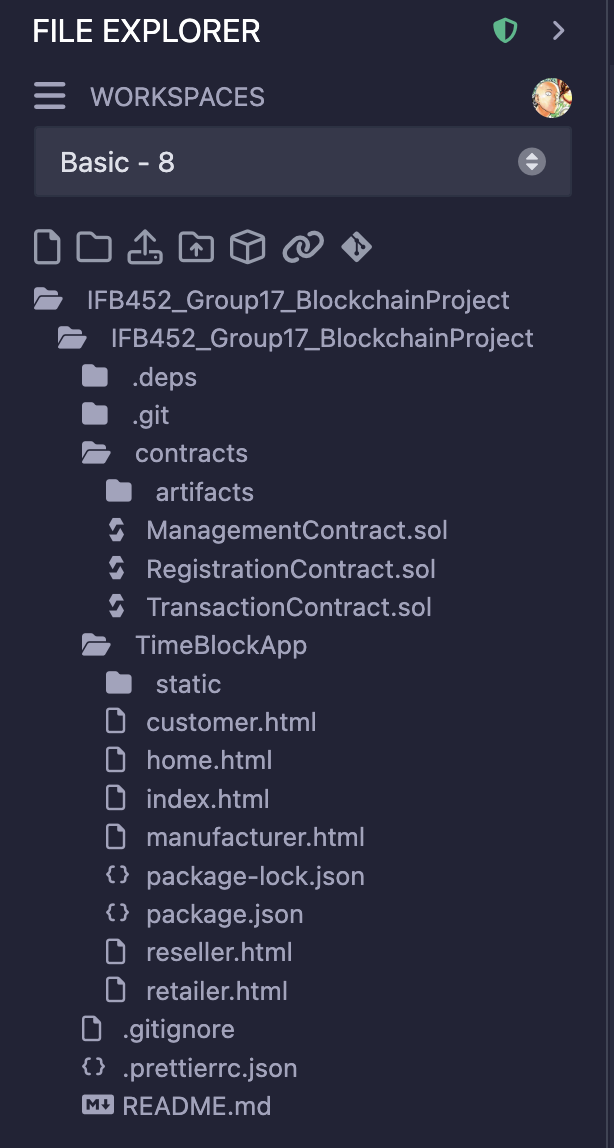 FILE EXPLORER
WORKSPACES
Basic - 8
IFB452_Group17_BlockchainProject
IFB452_Group17_BlockchainProject
.deps
.git
contracts
artifacts
ManagementContract.sol
RegistrationContract.sol
TransactionContract.sol
TimeBlockApp
static
customer.html
home.html
index.html
manufacturer.html
{} package-lock.json
{} package.json
reseller.html
retailer.html
.gitignore
{} .prettierrc.json
M README.md